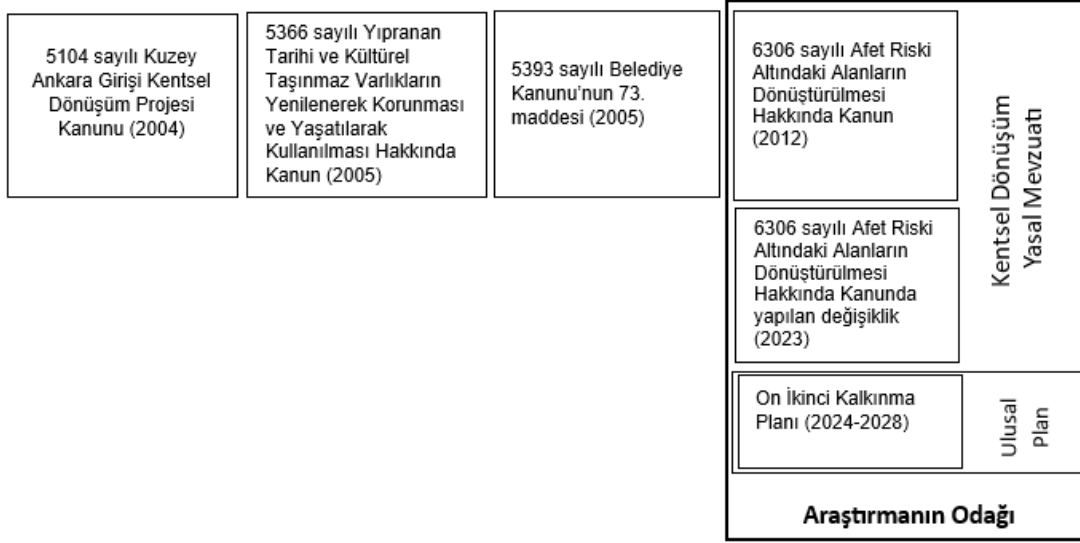 5104 sayılı Kuzey
Ankara Girişi Kentsel
Dönüşüm Projesi
Kanunu (2004)
5366 sayılı Yıpranan
Tarihi ve Kültürel
Taşınmaz Varlıkların
Yenilenerek Korunması
ve Yaşatılarak
Kullanılması Hakkında
Kanun (2005)
5393 sayılı Belediye
Kanunu'nun 73.
maddesi (2005)
6306 sayılı Afet Riski
Altındaki Alanların
Dönüştürülmesi
Hakkında Kanun
(2012)
6306 sayılı Afet Riski
Altındaki Alanların
Dönüştürülmesi
Hakkında Kanunda
yapılan değişiklik
(2023)
Kentsel Dönüşüm
Yasal Mevzuatı
On İkinci Kalkınma
Planı (2024-2028)
Ulusal
Plan
Araştırmanın Odağı